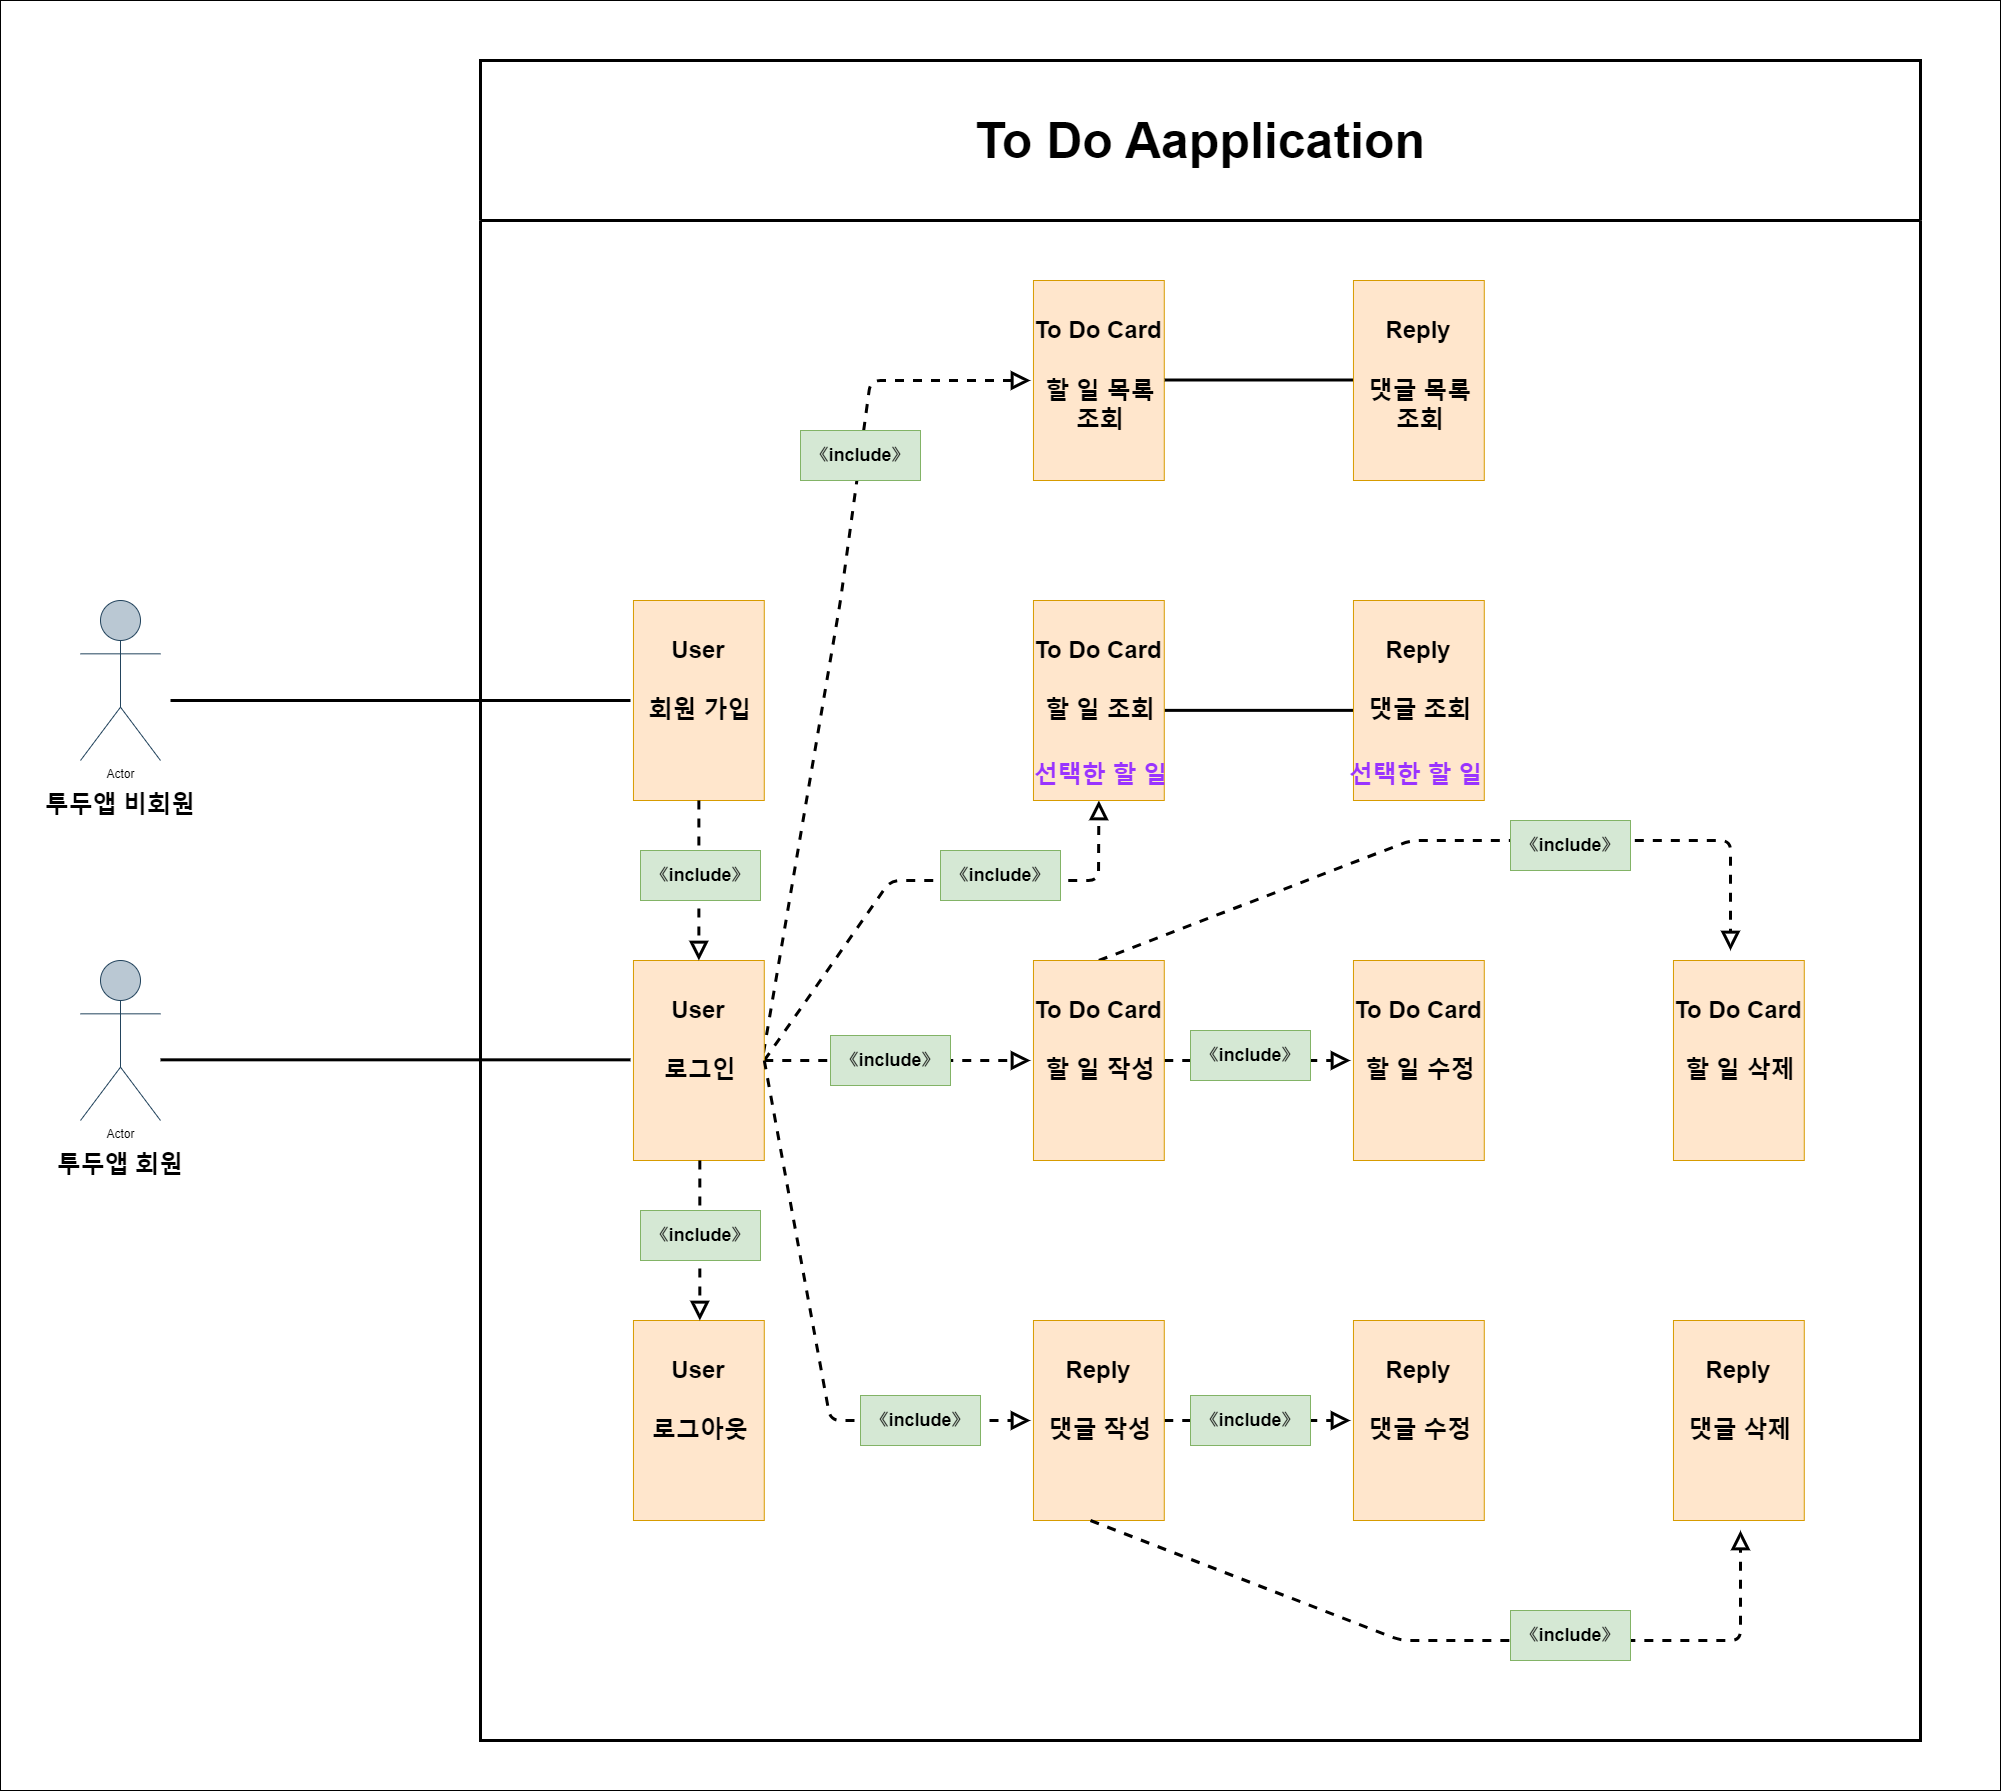 To Do Aapplication
To Do Card
할 일 목록
조회
Reply
댓글 목록
조회
《include》
Actor
투두앱 비회원
User
회원 가입
To Do Card
할 일 조회
선택한 할 일
Reply
댓글 조회
선택한 할 일
《include》
《include》
《include》
Actor
투두앱 회원
User
로그인
《include》
To Do Card
할 일 작성
《include》
To Do Card
할 일 수정
To Do Card
할 일 삭제
《include》
User
로그아웃
《include》
Reply
댓글 작성
《include》
Reply
댓글 수정
Reply
댓글 삭제
《include》